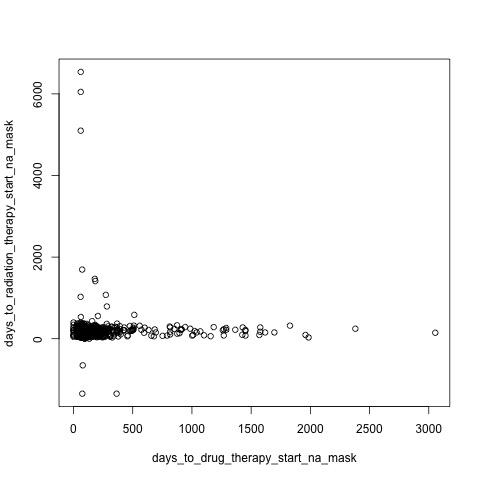 6000
4000
2000
0
days_to_radiation_therapy_start_na_mask
0 500 1000 1500 2000 2500 3000
days_to_drug_therapy_start_na_mask